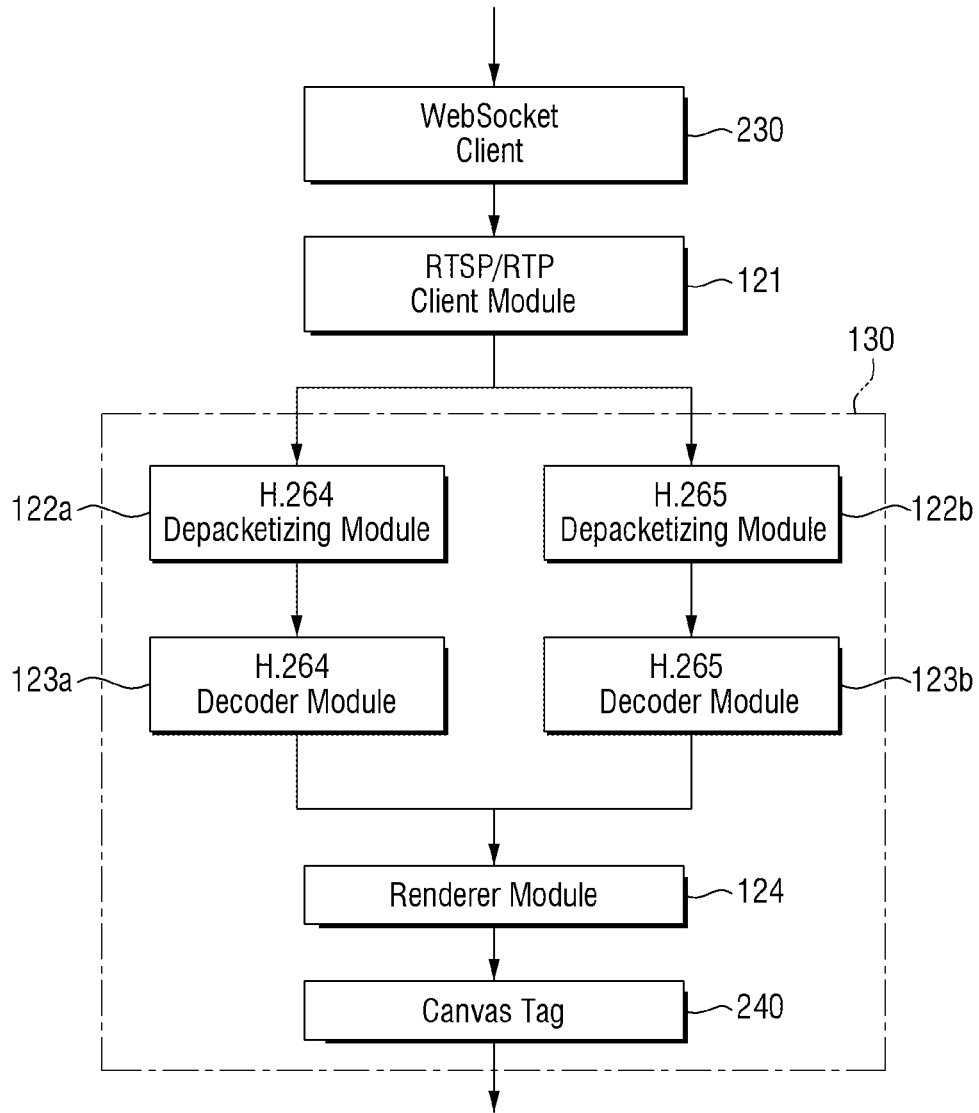 WebSocket
Client
230
RTSP/RTP
Client Module
121
130
122a
H.264
Depacketizing Module
H.265
Depacketizing Module
122b
123a
H.264
Decoder Module
H.265
Decoder Module
123b
Renderer Module
124
Canvas Tag
240